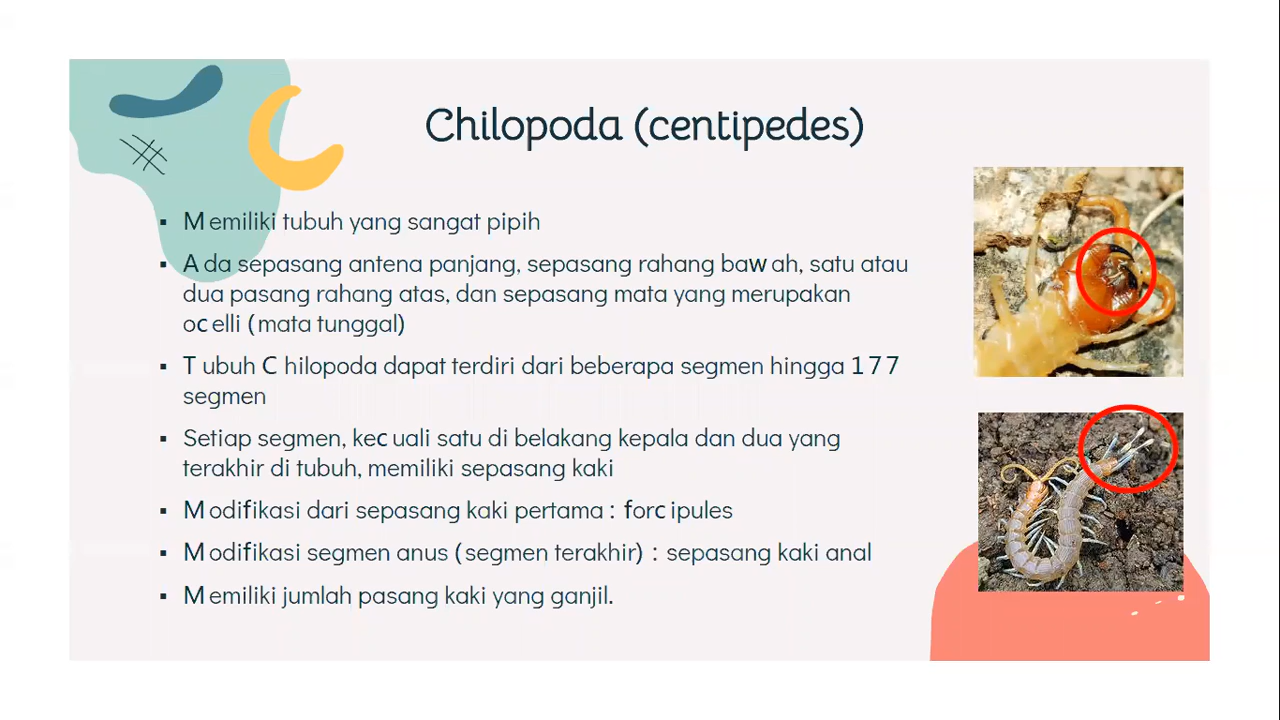 Chilopoda (centipedes)
▪ Memiliki tubuh yang sangat pipih
▪ Ada sepasang antena panjang, sepasang rahang bawah, satu atau
dua pasang rahang atas, dan sepasang mata yang merupakan
ocelli (mata tunggal)
▪ Tubuh Chilopoda dapat terdiri dari beberapa segmen hingga 177
segmen
▪ Setiap segmen, kecuali satu di belakang kepala dan dua yang
terakhir di tubuh, memiliki sepasang kaki
▪ Modifikasi dari sepasang kaki pertama : forcipules
▪ Modifikasi segmen anus (segmen terakhir) : sepasang kaki anal
▪ Memiliki jumlah pasang kaki yang ganjil.